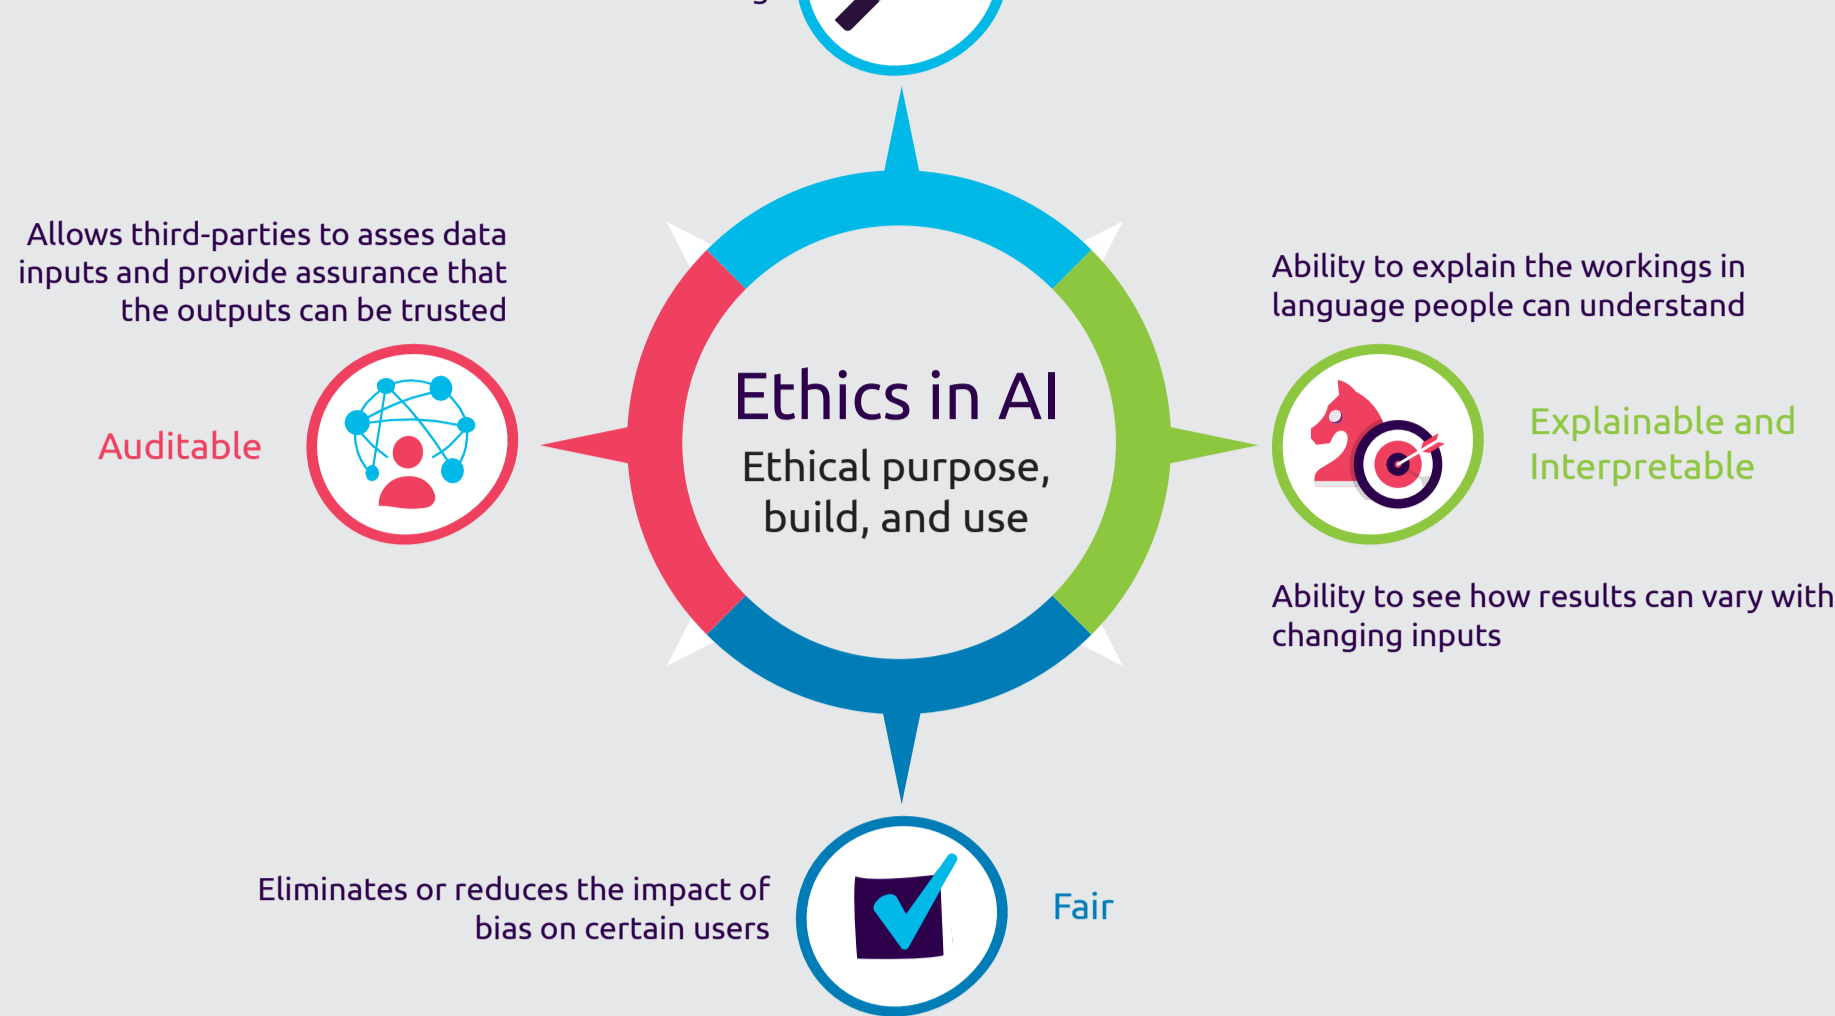 Allows third-parties to asses data
inputs and provide assurance that
the outputs can be trusted
Auditable
Ethics in AI
Ethical purpose,
build, and use
Ability to explain the workings in
language people can understand
Explainable and
Interpretable
Ability to see how results can vary with
changing inputs
Eliminates or reduces the impact of
bias on certain users
Fair